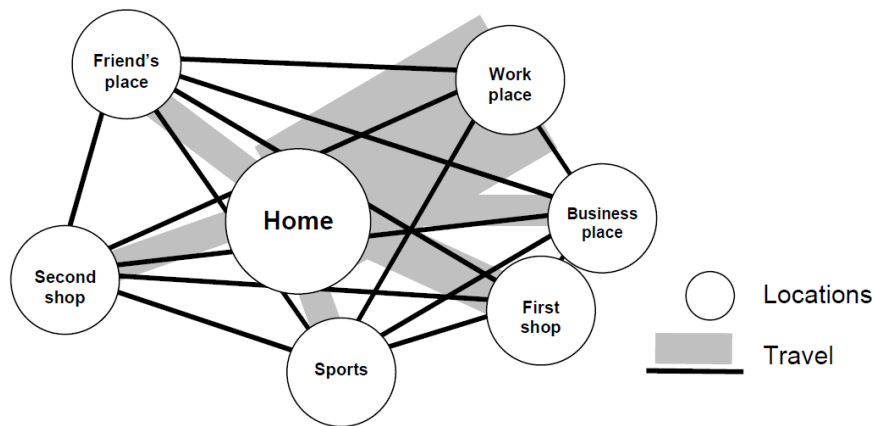 Friend's
place
Work
place
Home
Business
place
Second
shop
First
shop
Sports
Locations
Travel